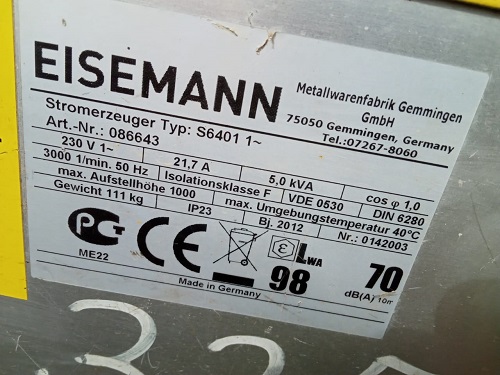 EISEMANN
Metallwarenfabrik Gemmingen
GmbH
75050 Gemmingen, Germany
Tel.:07267-8060
Stromerzeuger Typ: S6401 1~
Art.-Nr.: 086643
230 V 1~ 21,7 A 5.0 kVA cos φ 1,0
3000 1/min. 50 Hz Isolationsklasse F VDE 0530 DIN 6280
max. Aufstellhöhe 1000 max. Umgebungstemperatur 40°C
Gewicht 111 kg IP23 Bj. 2012 Nr.: 0142003
PCT
ME22
CE
LWA
98
70
dB(A) 10m
Made in Germany